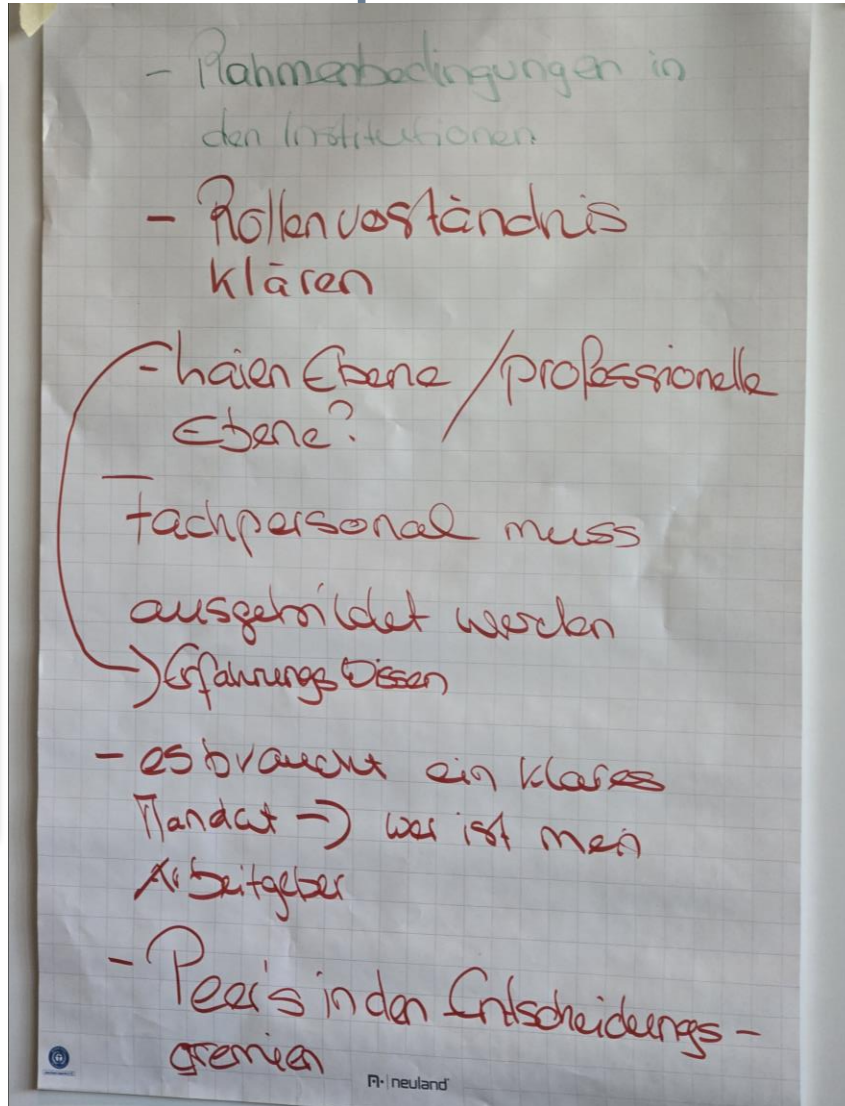 - Rahmenbedingungen in
den Institutionen
- Rollenverständnis
klären
- Laien Ebene / professionelle
Ebene?
- Fachpersonal muss
ausgebildet werden
→ Erfahrungswissen
- es braucht ein klares
Mandat → wer ist mein
Arbeitgeber
- Peer's in den Entscheidungs-
gremien
neuland